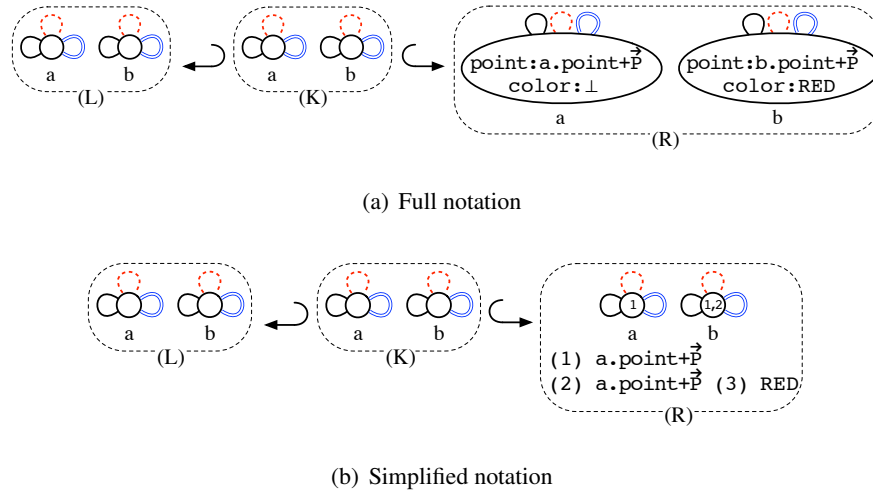 a b a b point:a.point+P⃗ point:b.point+P⃗
color:⊥ color:RED
(L) (K) a b
(R)
(a) Full notation
1 1,2
a b a b a b
(L) (K) (1) a.point+P⃗
(2) a.point+P⃗ (3) RED
(R)
(b) Simplified notation